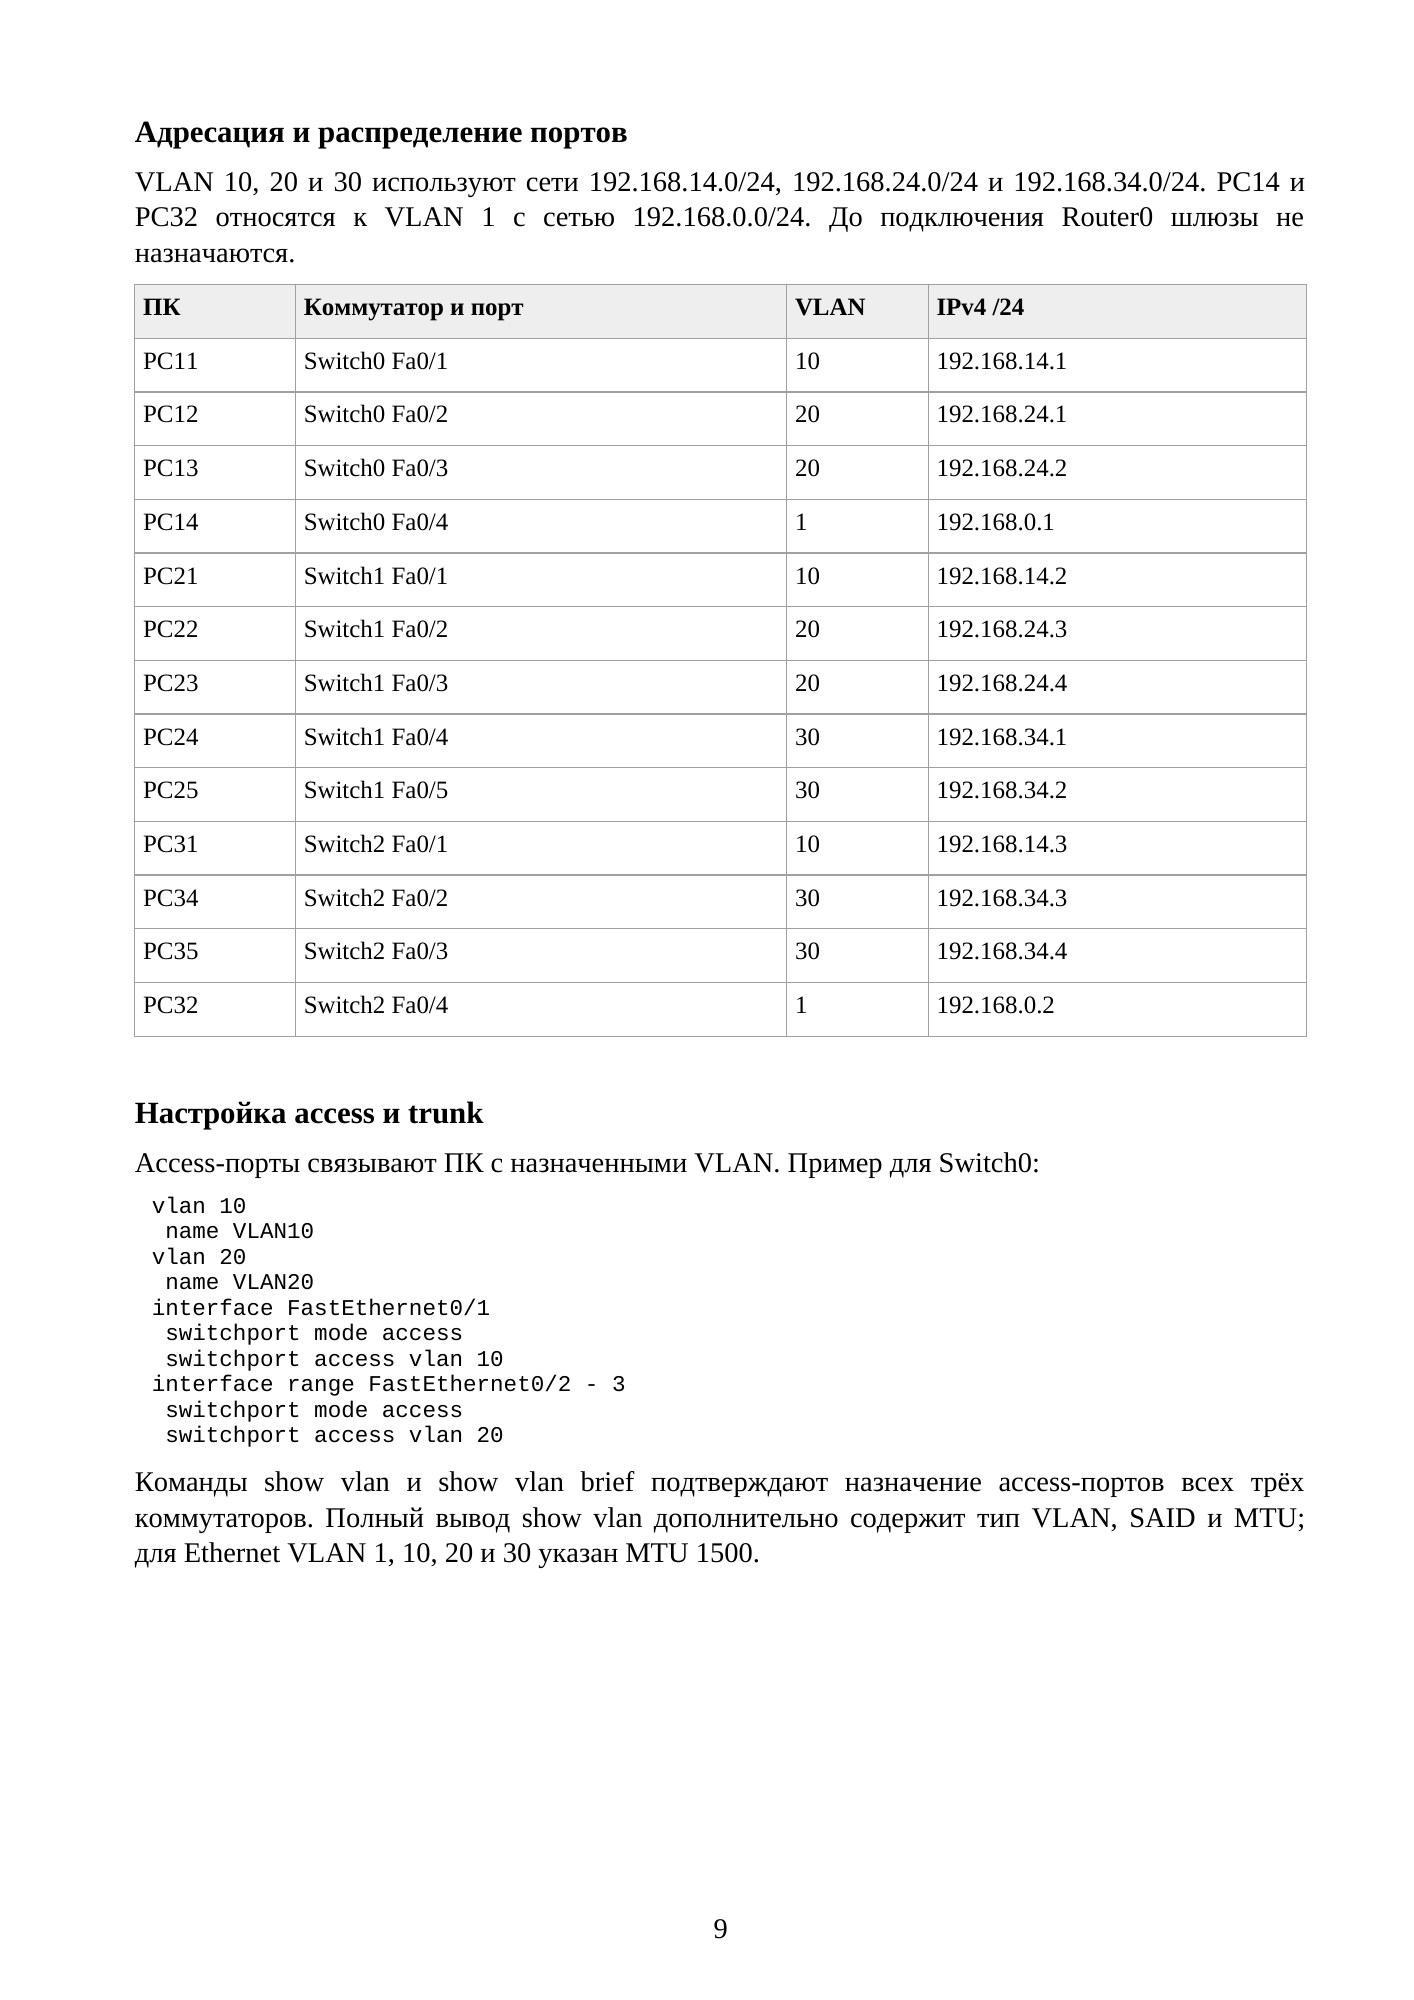 Адресация и распределение портов
VLAN 10, 20 и 30 используют сети 192.168.14.0/24, 192.168.24.0/24 и 192.168.34.0/24. PC14 и
PC32 относятся к VLAN 1 с сетью 192.168.0.0/24. До подключения Router0 шлюзы не
назначаются.
ПК Коммутатор и порт VLAN IPv4 /24
PC11 Switch0 Fa0/1 10 192.168.14.1
PC12 Switch0 Fa0/2 20 192.168.24.1
PC13 Switch0 Fa0/3 20 192.168.24.2
PC14 Switch0 Fa0/4 1 192.168.0.1
PC21 Switch1 Fa0/1 10 192.168.14.2
PC22 Switch1 Fa0/2 20 192.168.24.3
PC23 Switch1 Fa0/3 20 192.168.24.4
PC24 Switch1 Fa0/4 30 192.168.34.1
PC25 Switch1 Fa0/5 30 192.168.34.2
PC31 Switch2 Fa0/1 10 192.168.14.3
PC34 Switch2 Fa0/2 30 192.168.34.3
PC35 Switch2 Fa0/3 30 192.168.34.4
PC32 Switch2 Fa0/4 1 192.168.0.2
Настройка access и trunk
Access-порты связывают ПК с назначенными VLAN. Пример для Switch0:
vlan 10
 name VLAN10
vlan 20
 name VLAN20
interface FastEthernet0/1
 switchport mode access
 switchport access vlan 10
interface range FastEthernet0/2 - 3
 switchport mode access
 switchport access vlan 20
Команды show vlan и show vlan brief подтверждают назначение access-портов всех трёх
коммутаторов. Полный вывод show vlan дополнительно содержит тип VLAN, SAID и MTU;
для Ethernet VLAN 1, 10, 20 и 30 указан MTU 1500.
9